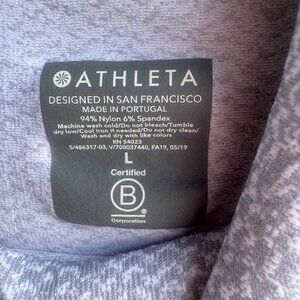 ATHLETA
DESIGNED IN SAN FRANCISCO
MADE IN PORTUGAL
94% Nylon 6% Spandex
Machine wash cold/Do not bleach/Tumble
dry low/Cool iron if needed/Do not dry clean/
Wash and dry with like colors
RN 54023
S/486317-03, V/700037440, FA19, 05/19
L
Certified
B
Corporation